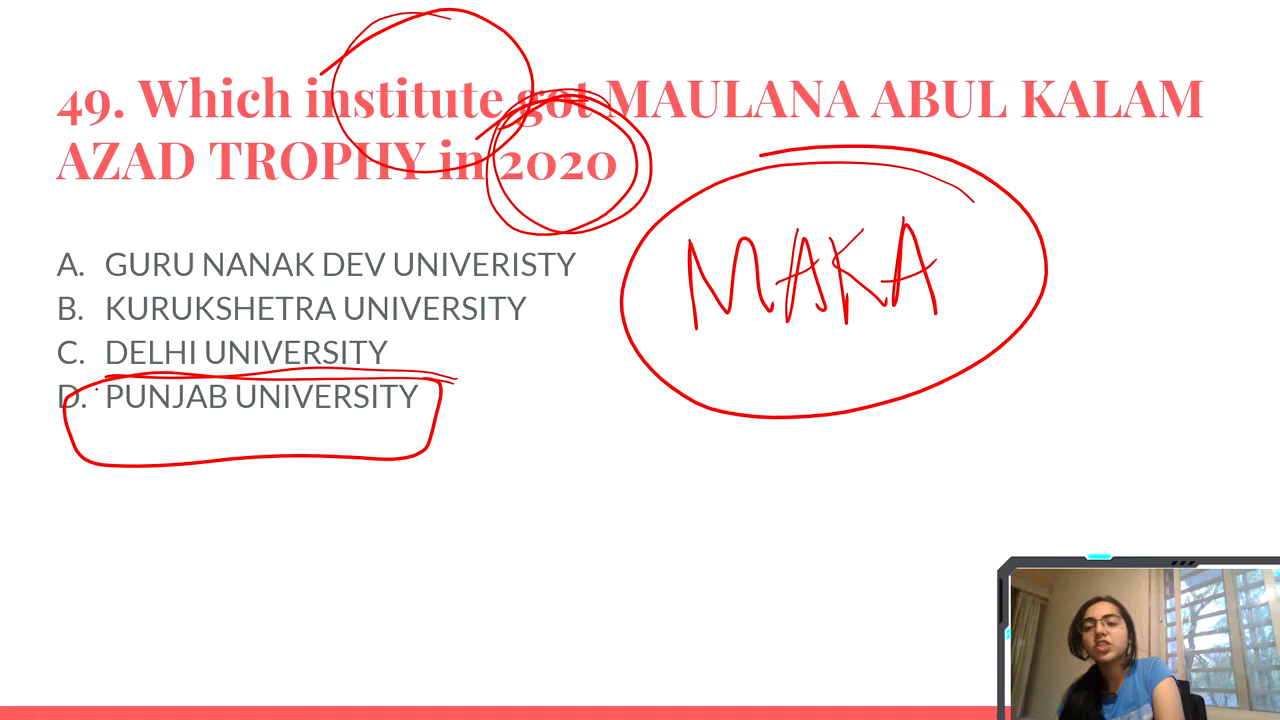 49. Which institute got MAULANA ABUL KALAM
AZAD TROPHY in 2020
MAKA
A. GURU NANAK DEV UNIVERISTY
B. KURUKSHETRA UNIVERSITY
C. DELHI UNIVERSITY
D. PUNJAB UNIVERSITY